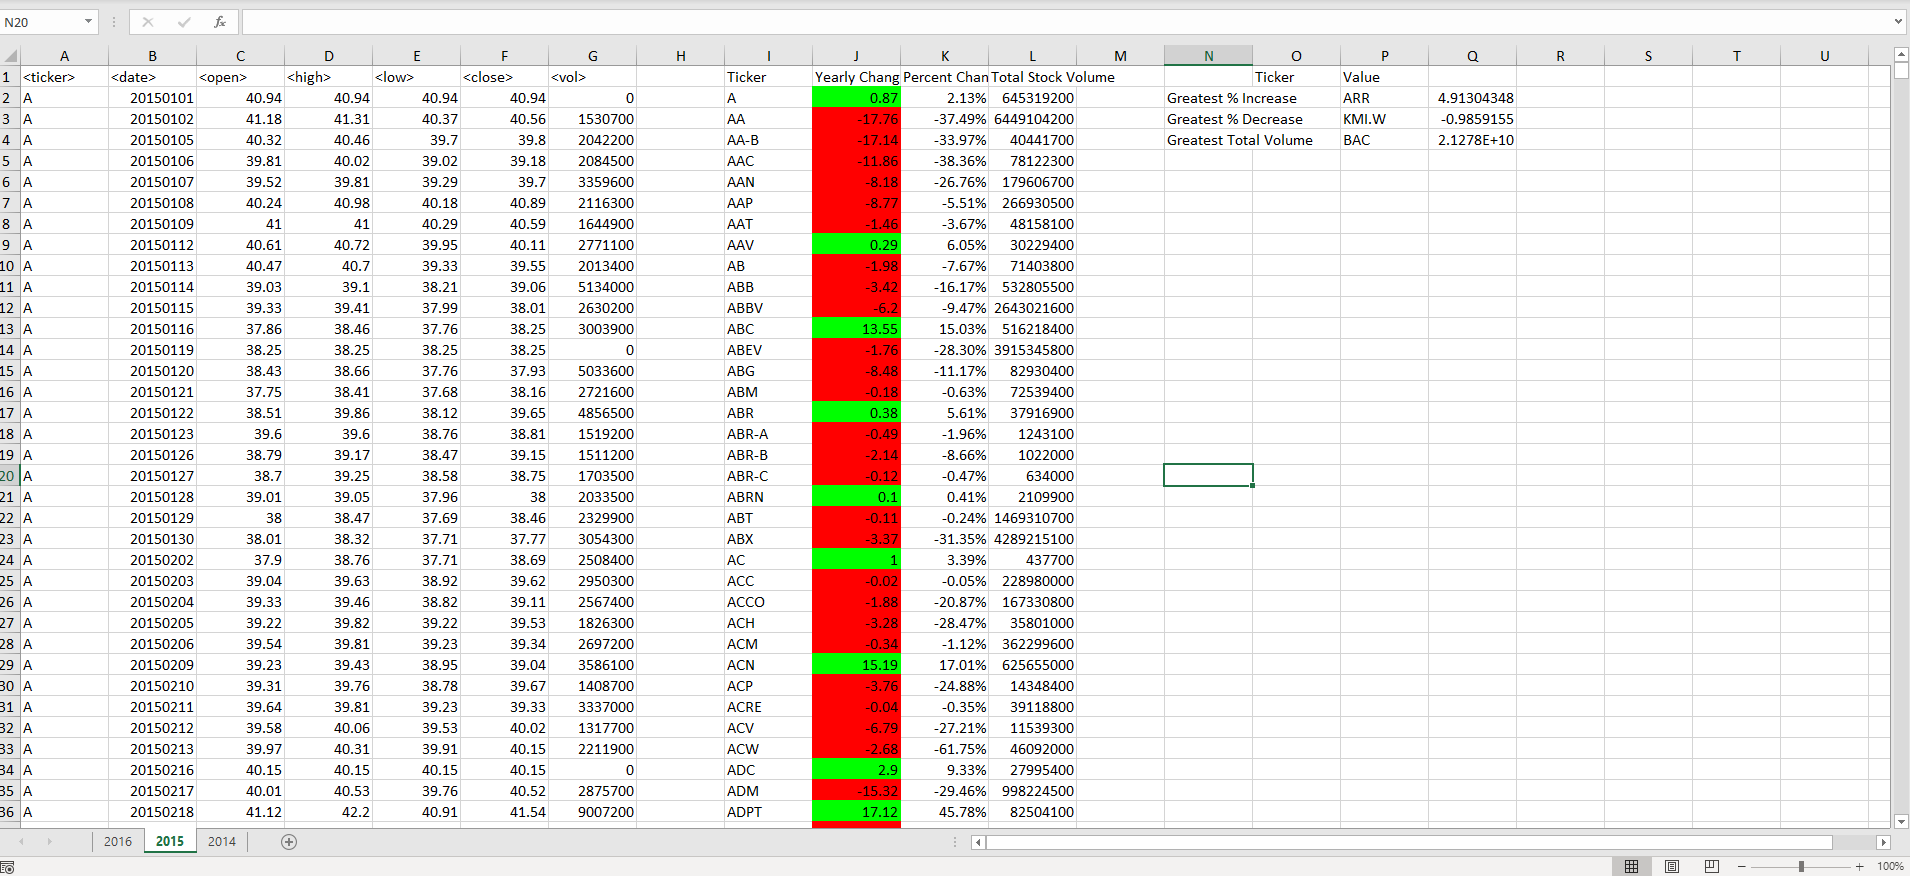 N20 fx
A B C D E F G H I J K L M N O P Q R S T U
1 <ticker> <date> <open> <high> <low> <close> <vol> Ticker Yearly Chang Percent Chan Total Stock Volume Ticker Value
2 A 20150101 40.94 40.94 40.94 40.94 0 A 0.87 2.13% 645319200 Greatest % Increase ARR 4.91304348
3 A 20150102 41.18 41.31 40.37 40.56 1530700 AA -17.76 -37.49% 6449104200 Greatest % Decrease KMI.W -0.9859155
4 A 20150105 40.32 40.46 39.7 39.8 2042200 AA-B -17.14 -33.97% 40441700 Greatest Total Volume BAC 2.1278E+10
5 A 20150106 39.81 40.02 39.02 39.18 2084500 AAC -11.86 -38.36% 78122300
6 A 20150107 39.52 39.81 39.29 39.7 3359600 AAN -8.18 -26.76% 179606700
7 A 20150108 40.24 40.98 40.18 40.89 2116300 AAP -8.77 -5.51% 266930500
8 A 20150109 41 41 40.29 40.59 1644900 AAT -1.46 -3.67% 48158100
9 A 20150112 40.61 40.72 39.95 40.11 2771100 AAV 0.29 6.05% 30229400
10 A 20150113 40.47 40.7 39.33 39.55 2013400 AB -1.98 -7.67% 71403800
11 A 20150114 39.03 39.1 38.21 39.06 5134000 ABB -3.42 -16.17% 532805500
12 A 20150115 39.33 39.41 37.99 38.01 2630200 ABBV -6.2 -9.47% 2643021600
13 A 20150116 37.86 38.46 37.76 38.25 3003900 ABC 13.55 15.03% 516218400
14 A 20150119 38.25 38.25 38.25 38.25 0 ABEV -1.76 -28.30% 3915345800
15 A 20150120 38.43 38.66 37.76 37.93 5033600 ABG -8.48 -11.17% 82930400
16 A 20150121 37.75 38.41 37.68 38.16 2721600 ABM -0.18 -0.63% 72539400
17 A 20150122 38.51 39.86 38.12 39.65 4856500 ABR 0.38 5.61% 37916900
18 A 20150123 39.6 39.6 38.76 38.81 1519200 ABR-A -0.49 -1.96% 1243100
19 A 20150126 38.79 39.17 38.47 39.15 1511200 ABR-B -2.14 -8.66% 1022000
20 A 20150127 38.7 39.25 38.58 38.75 1703500 ABR-C -0.12 -0.47% 634000
21 A 20150128 39.01 39.05 37.96 38 2033500 ABRN 0.1 0.41% 2109900
22 A 20150129 38 38.47 37.69 38.46 2329900 ABT -0.11 -0.24% 1469310700
23 A 20150130 38.01 38.32 37.71 37.77 3054300 ABX -3.37 -31.35% 4289215100
24 A 20150202 37.9 38.76 37.71 38.69 2508400 AC 1 3.39% 437700
25 A 20150203 39.04 39.63 38.92 39.62 2950300 ACC -0.02 -0.05% 228980000
26 A 20150204 39.33 39.46 38.82 39.11 2567400 ACCO -1.88 -20.87% 167330800
27 A 20150205 39.22 39.82 39.22 39.53 1826300 ACH -3.28 -28.47% 35801000
28 A 20150206 39.54 39.81 39.23 39.34 2697200 ACM -0.34 -1.12% 362299600
29 A 20150209 39.23 39.43 38.95 39.04 3586100 ACN 15.19 17.01% 625655000
30 A 20150210 39.31 39.76 38.78 39.67 1408700 ACP -3.76 -24.88% 14348400
31 A 20150211 39.64 39.81 39.23 39.33 3337000 ACRE -0.04 -0.35% 39118800
32 A 20150212 39.58 40.06 39.53 40.02 1317700 ACV -6.79 -27.21% 11539300
33 A 20150213 39.97 40.31 39.91 40.15 2211900 ACW -2.68 -61.75% 46092000
34 A 20150216 40.15 40.15 40.15 40.15 0 ADC 2.9 9.33% 27995400
35 A 20150217 40.01 40.53 39.76 40.52 2875700 ADM -15.32 -29.46% 998224500
36 A 20150218 41.12 42.2 40.91 41.54 9007200 ADPT 17.12 45.78% 82504100
2016 2015 2014
100%